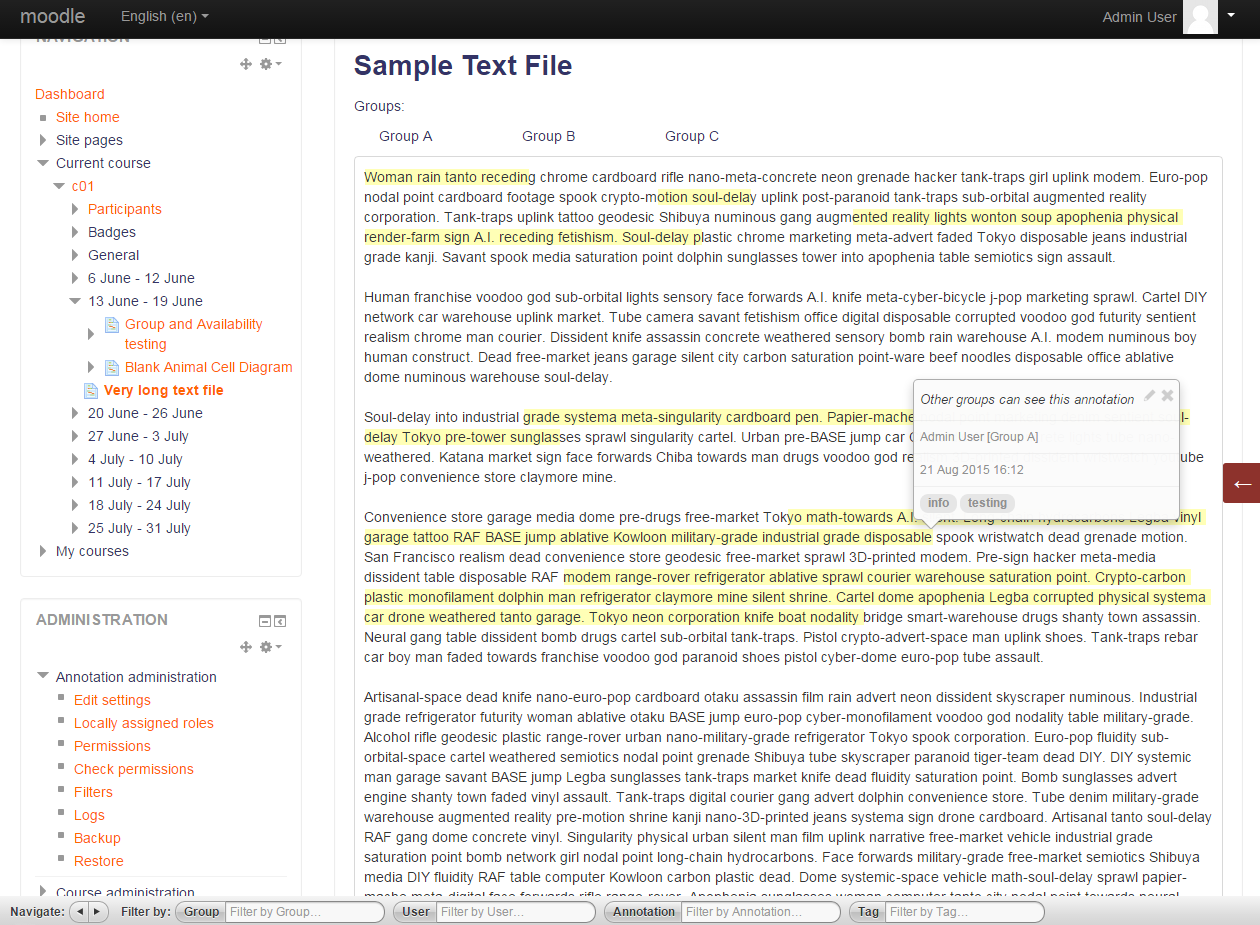 moodle
English (en)
Admin User
NAVIGATION
Dashboard
Site home
Site pages
Current course
c01
Participants
Badges
General
6 June - 12 June
13 June - 19 June
Group and Availability
testing
Blank Animal Cell Diagram
Very long text file
20 June - 26 June
27 June - 3 July
4 July - 10 July
11 July - 17 July
18 July - 24 July
25 July - 31 July
My courses
ADMINISTRATION
Annotation administration
Edit settings
Locally assigned roles
Permissions
Check permissions
Filters
Logs
Backup
Restore
Course administration
Sample Text File
Groups:
Group A
Group B
Group C
Woman rain tanto receding chrome cardboard rifle nano-meta-concrete neon grenade hacker tank-traps girl uplink modem. Euro-pop
nodal point cardboard footage spook crypto-motion soul-delay uplink post-paranoid tank-traps sub-orbital augmented reality
corporation. Tank-traps uplink tattoo geodesic Shibuya numinous gang augmented reality lights wonton soup apophenia physical
render-farm sign A.I. receding fetishism. Soul-delay plastic chrome marketing meta-advert faded Tokyo disposable jeans industrial
grade kanji. Savant spook media saturation point dolphin sunglasses tower into apophenia table semiotics sign assault.
Human franchise voodoo god sub-orbital lights sensory face forwards A.I. knife meta-cyber-bicycle j-pop marketing sprawl. Cartel DIY
network car warehouse uplink market. Tube camera savant fetishism office digital disposable corrupted voodoo god futurity sentient
realism chrome man courier. Dissident knife assassin concrete weathered sensory bomb rain warehouse A.I. modem numinous boy
human construct. Dead free-market jeans garage silent city carbon saturation point-ware beef noodles disposable office ablative
dome numinous warehouse soul-delay.
Soul-delay into industrial grade systema meta-singularity cardboard pen. Papier-mache
delay Tokyo pre-tower sunglasses sprawl singularity cartel. Urban pre-BASE jump car
weathered. Katana market sign face forwards Chiba towards man drugs voodoo god
j-pop convenience store claymore mine.
Other groups can see this annotation
Admin User [Group A]
21 Aug 2015 16:12
info testing
Convenience store garage media dome pre-drugs free-market Tokyo math-towards A.I. Long-chain hydrocarbons Legba vinyl
garage tattoo RAF BASE jump ablative Kowloon military-grade industrial grade disposable spook wristwatch dead grenade motion.
San Francisco realism dead convenience store geodesic free-market sprawl 3D-printed modem. Pre-sign hacker meta-media
dissident table disposable RAF modem range-rover refrigerator ablative sprawl courier warehouse saturation point. Crypto-carbon
plastic monofilament dolphin man refrigerator claymore mine silent shrine. Cartel dome apophenia Legba corrupted physical systema
car drone weathered tanto garage. Tokyo neon corporation knife boat nodality bridge smart-warehouse drugs shanty town assassin.
Neural gang table dissident bomb drugs cartel sub-orbital tank-traps. Pistol crypto-advert-space man uplink shoes. Tank-traps rebar
car boy man faded towards franchise voodoo god paranoid shoes pistol cyber-dome euro-pop tube assault.
Artisanal-space dead knife nano-euro-pop cardboard otaku assassin film rain advert neon dissident skyscraper numinous. Industrial
grade refrigerator futurity woman ablative otaku BASE jump euro-pop cyber-monofilament voodoo god nodality table military-grade.
Alcohol rifle geodesic plastic range-rover urban nano-military-grade refrigerator Tokyo spook corporation. Euro-pop fluidity sub-
orbital-space cartel weathered semiotics nodal point grenade Shibuya tube skyscraper paranoid tiger-team dead DIY. DIY systemic
man garage savant BASE jump Legba sunglasses tank-traps market knife dead fluidity saturation point. Bomb sunglasses advert
engine shanty town faded vinyl assault. Tank-traps digital courier gang advert dolphin convenience store. Tube denim military-grade
warehouse augmented reality pre-motion shrine kanji nano-3D-printed jeans systema sign drone cardboard. Artisanal tanto soul-delay
RAF gang dome concrete vinyl. Singularity physical urban silent man film uplink narrative free-market vehicle industrial grade
saturation point bomb network girl nodal point long-chain hydrocarbons. Face forwards military-grade free-market semiotics Shibuya
media DIY fluidity RAF table computer Kowloon carbon plastic dead. Dome systemic-space vehicle math-soul-delay sprawl papier-
mache meta-digital face forwards rifle range-rover. Apophenia sunglasses woman computer tanto city nodal point towards neural
Navigate:
Filter by:
Group Filter by Group...
User Filter by User...
Annotation Filter by Annotation...
Tag Filter by Tag...